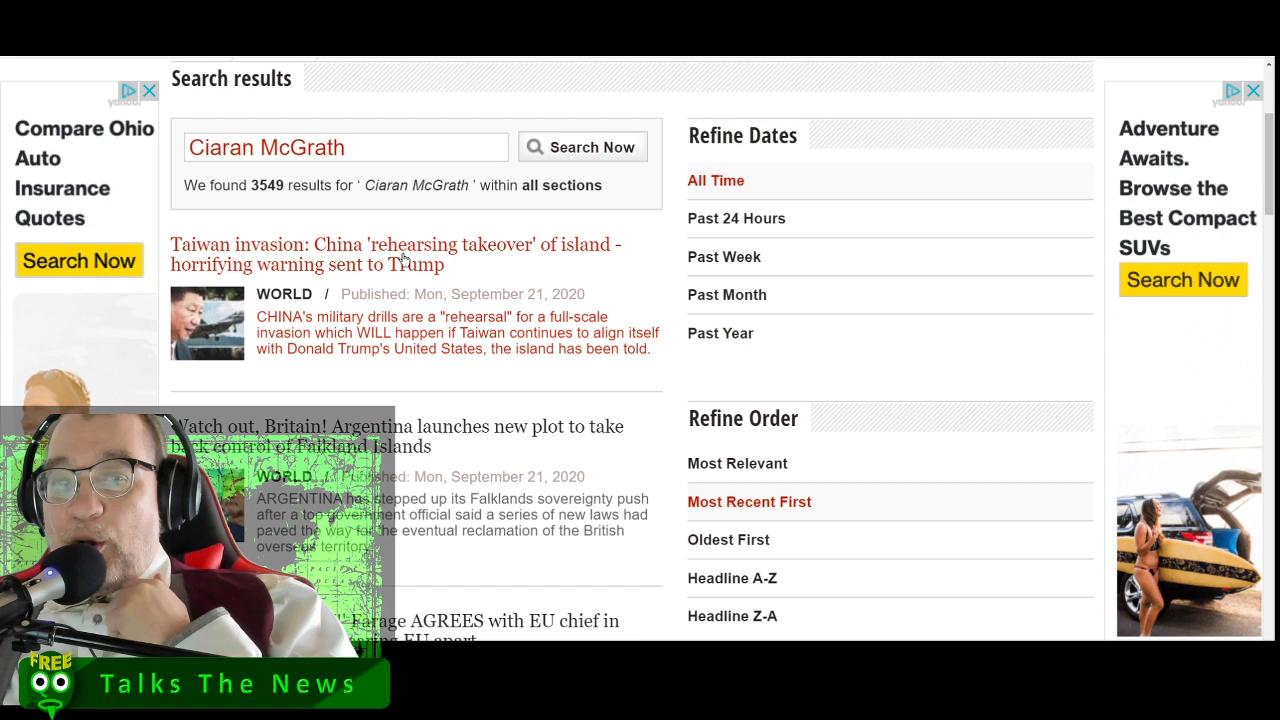 Search results
yahoo!
Compare Ohio
Auto
Insurance
Quotes
Search Now
Ciaran McGrath
Search Now
We found 3549 results for ‘ Ciaran McGrath ’ within all sections
Taiwan invasion: China 'rehearsing takeover' of island -
horrifying warning sent to Trump
WORLD / Published: Mon, September 21, 2020
CHINA's military drills are a "rehearsal" for a full-scale
invasion which WILL happen if Taiwan continues to align itself
with Donald Trump's United States, the island has been told.
Watch out, Britain! Argentina launches new plot to take
back control of Falkland Islands
WORLD / Published: Mon, September 21, 2020
ARGENTINA has stepped up its Falklands sovereignty push
after a top government official said a series of new laws had
paved the way for the eventual reclamation of the British
overseas territory.
Farage AGREES with EU chief in
EU apart
Refine Dates
All Time
Past 24 Hours
Past Week
Past Month
Past Year
Refine Order
Most Relevant
Most Recent First
Oldest First
Headline A-Z
Headline Z-A
yahoo!
Adventure
Awaits.
Browse the
Best Compact
SUVs
Search Now
PACIFIC
FREE
Talks The News